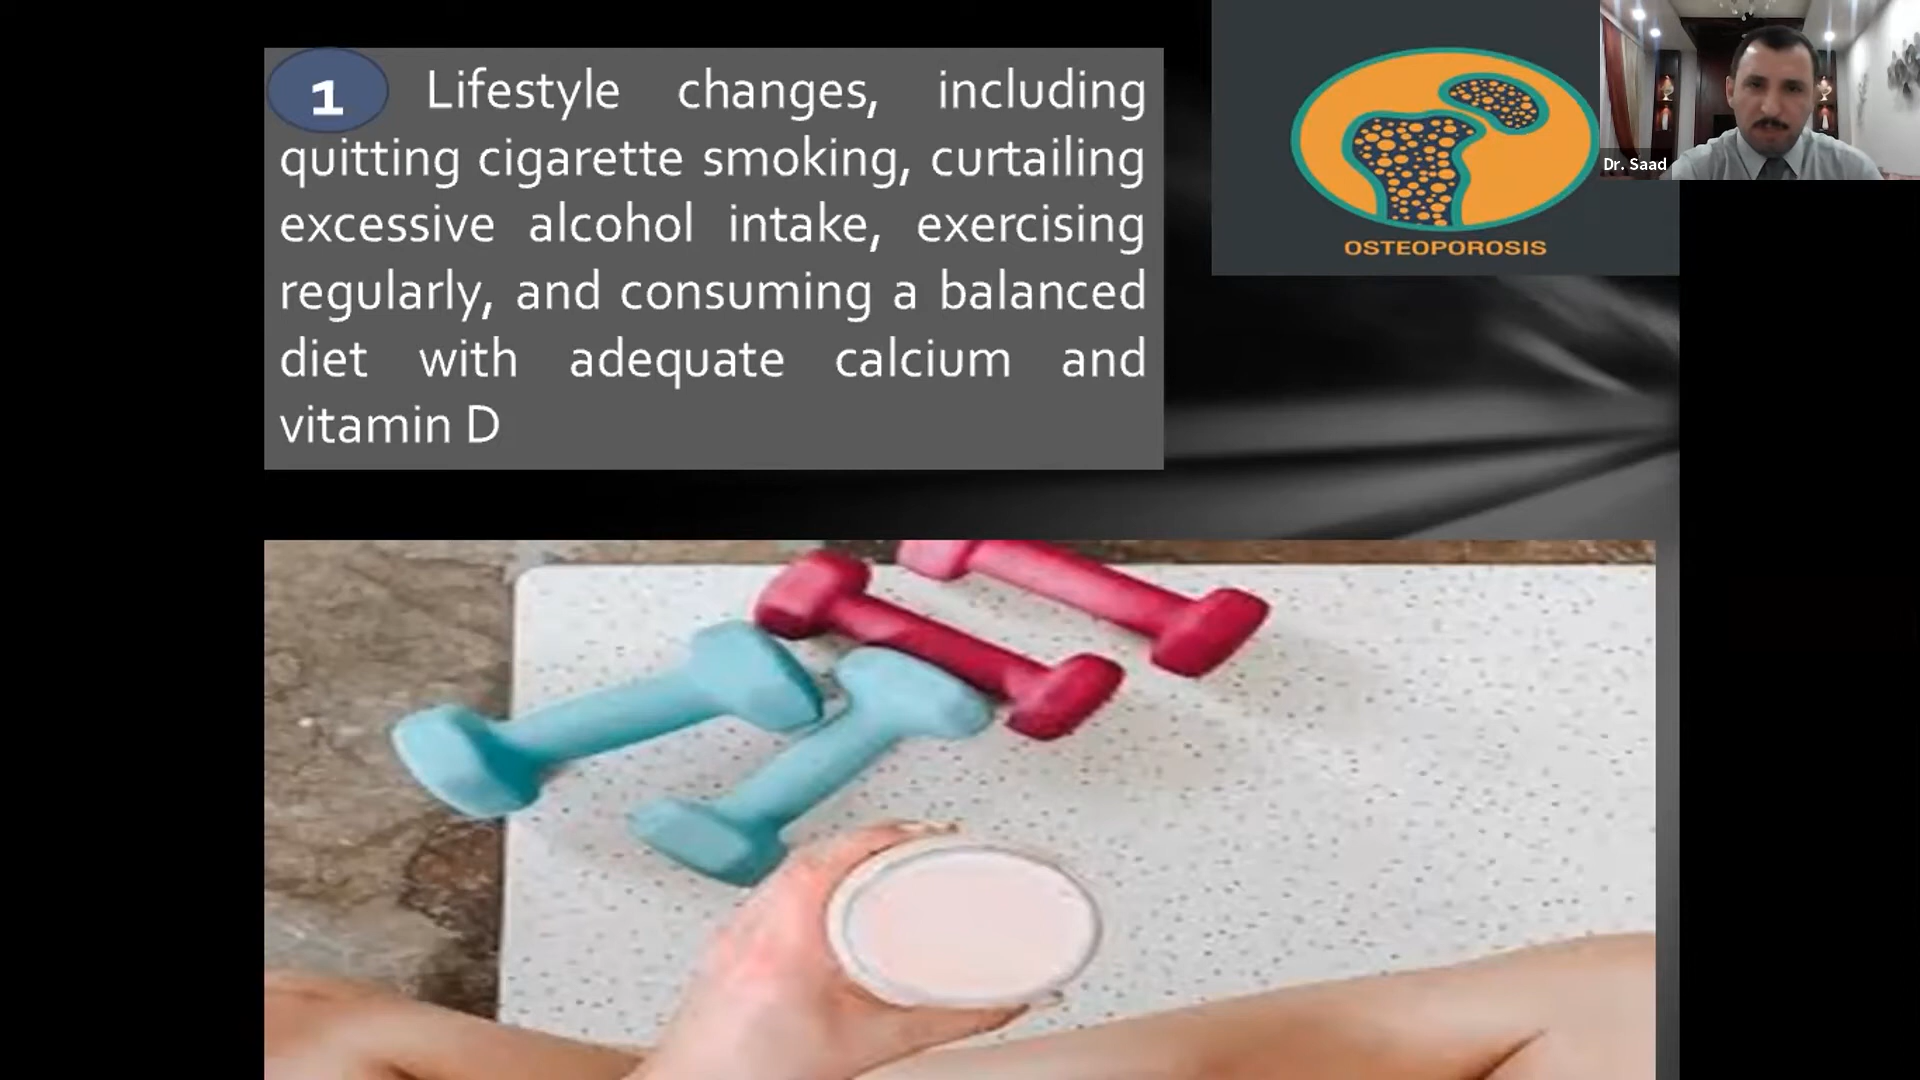 1 Lifestyle changes, including
quitting cigarette smoking, curtailing
excessive alcohol intake, exercising
regularly, and consuming a balanced
diet with adequate calcium and
vitamin D
OSTEOPOROSIS
Dr. Saad